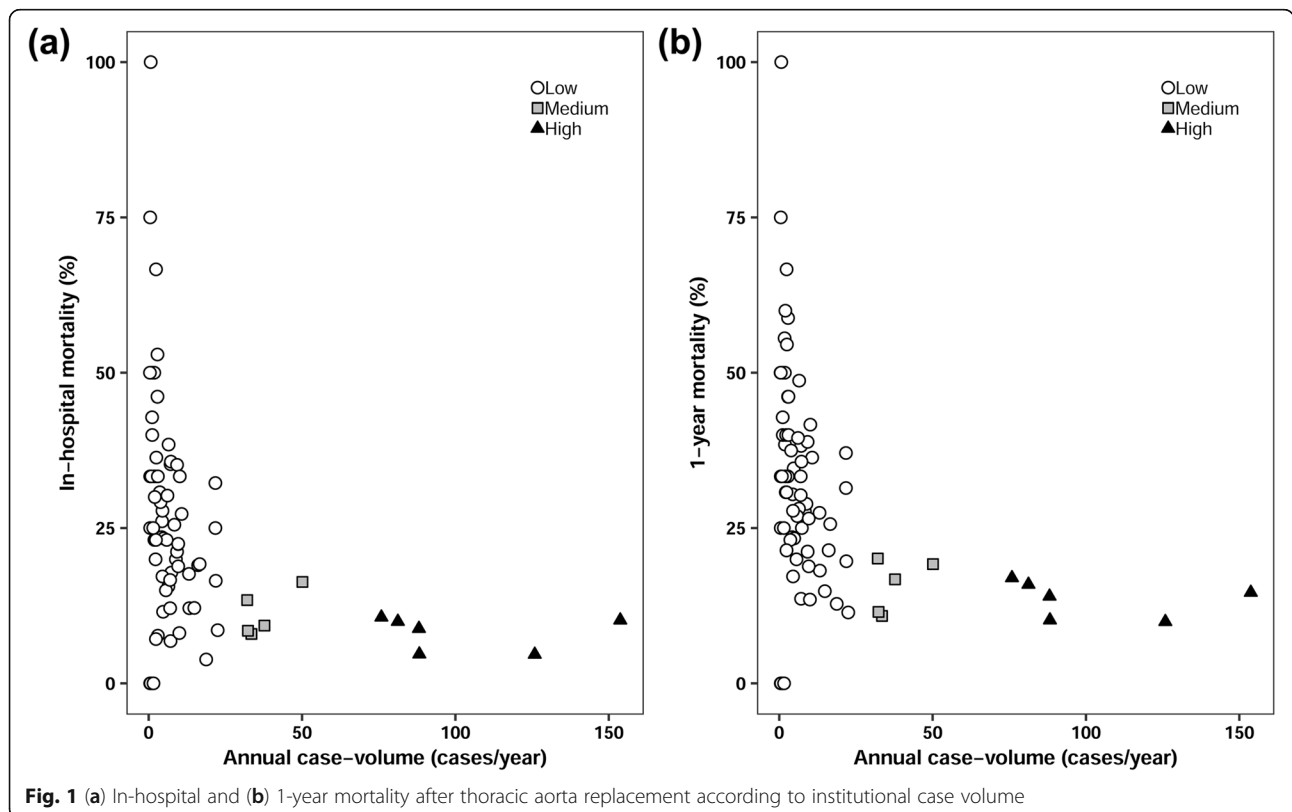 (a)
In-hospital mortality (%)
100
75
50
25
0
0 50 100 150
Annual case-volume (cases/year)
Low
Medium
High
(b)
1-year mortality (%)
100
75
50
25
0
0 50 100 150
Annual case-volume (cases/year)
Low
Medium
High
Fig. 1 (a) In-hospital and (b) 1-year mortality after thoracic aorta replacement according to institutional case volume